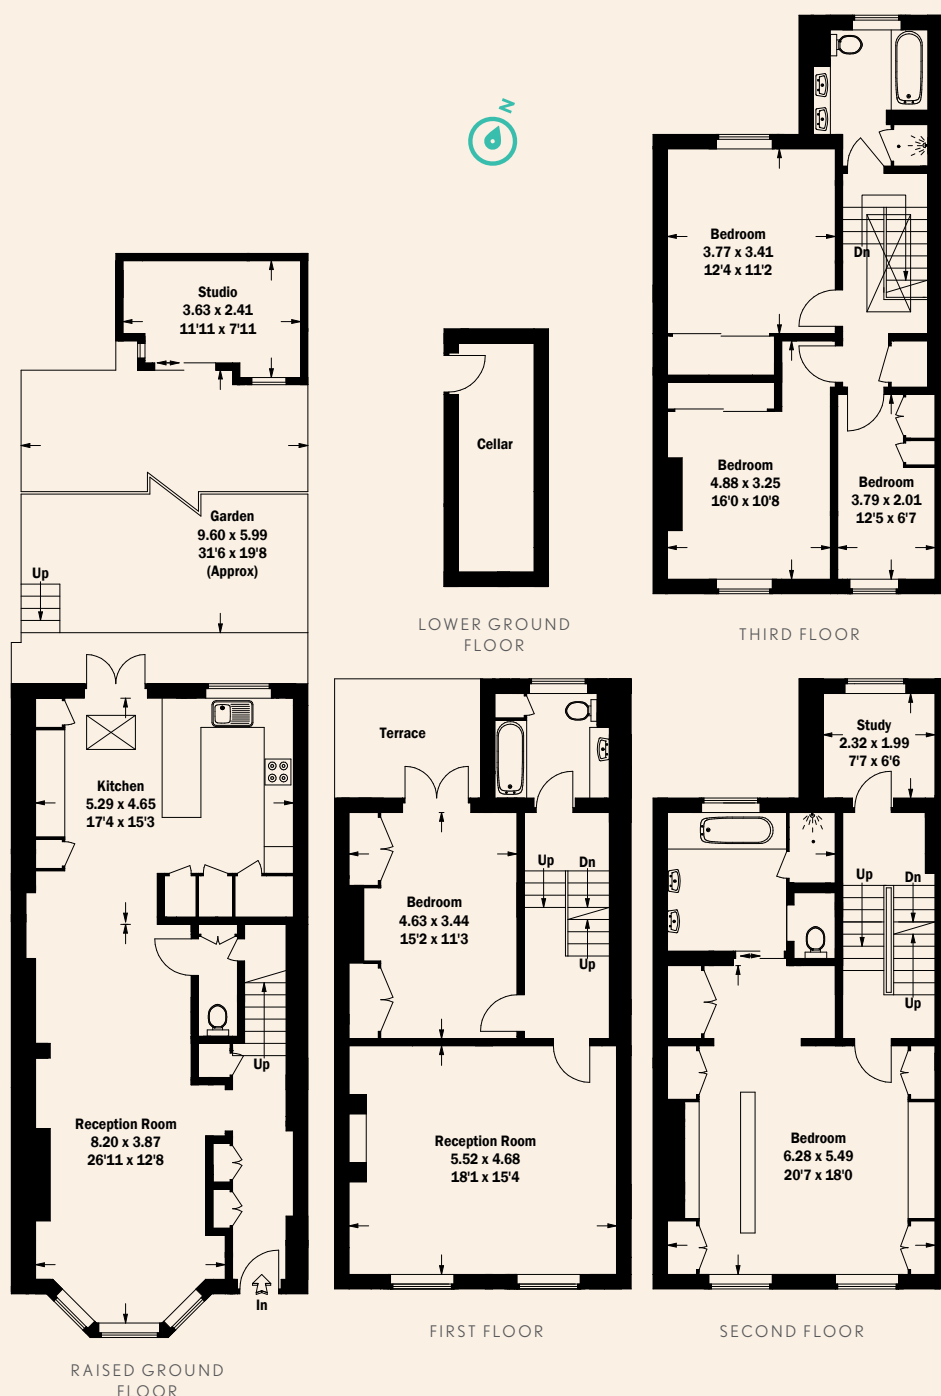 N
Studio
3.63 x 2.41
11'11 x 7'11
Garden
9.60 x 5.99
31'6 x 19'8
(Approx)
Up
Kitchen
5.29 x 4.65
17'4 x 15'3
Up
Reception Room
8.20 x 3.87
26'11 x 12'8
In
RAISED GROUND
FLOOR
Cellar
LOWER GROUND
FLOOR
Terrace
Bedroom
4.63 x 3.44
15'2 x 11'3
Up
Dn
Up
Reception Room
5.52 x 4.68
18'1 x 15'4
FIRST FLOOR
Bedroom
3.77 x 3.41
12'4 x 11'2
Dn
Bedroom
4.88 x 3.25
16'0 x 10'8
Bedroom
3.79 x 2.01
12'5 x 6'7
THIRD FLOOR
Study
2.32 x 1.99
7'7 x 6'6
Up
Dn
Up
Bedroom
6.28 x 5.49
20'7 x 18'0
SECOND FLOOR